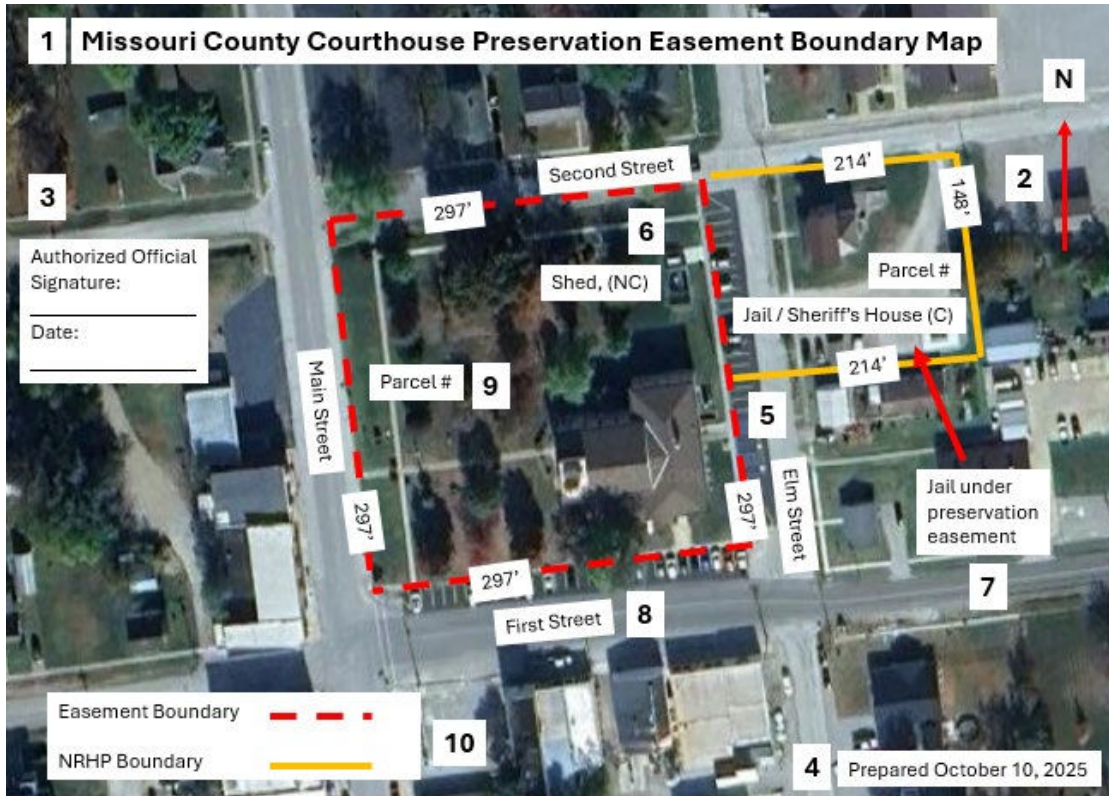 1 Missouri County Courthouse Preservation Easement Boundary Map
N
2
3
Authorized Official
Signature:
Date:
Second Street
297'
214'
148'
6
Shed, (NC)
Parcel #
Jail / Sheriff's House (C)
214'
Main Street
Parcel # 9
5
Elm Street
297'
297'
297'
Jail under
preservation
easement
7
First Street 8
Easement Boundary
NRHP Boundary
10
4 Prepared October 10, 2025